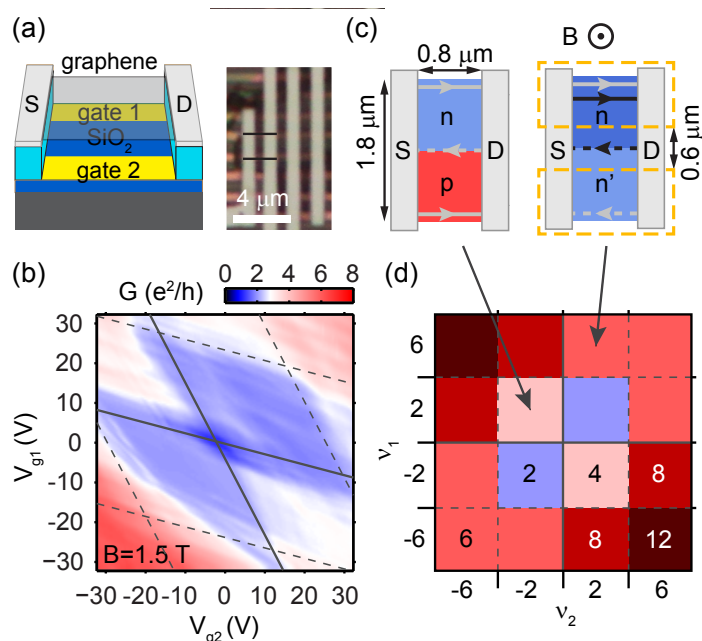 (a)
graphene
S
D
gate 1
SiO₂
gate 2
4 μm
(c)
0.8 μm
1.8 μm
S
n
p
D
B
S
n
n'
D
0.6 μm
(b)
G (e²/h)
0 2 4 6 8
V_g1 (V)
30
20
10
0
-10
-20
-30
B=1.5 T
−30 -20 -10 0 10 20 30
V_g2 (V)
(d)
ν₁
6
2
-2
-6
2 4 8
6 8 12
-6 -2 2 6
ν₂